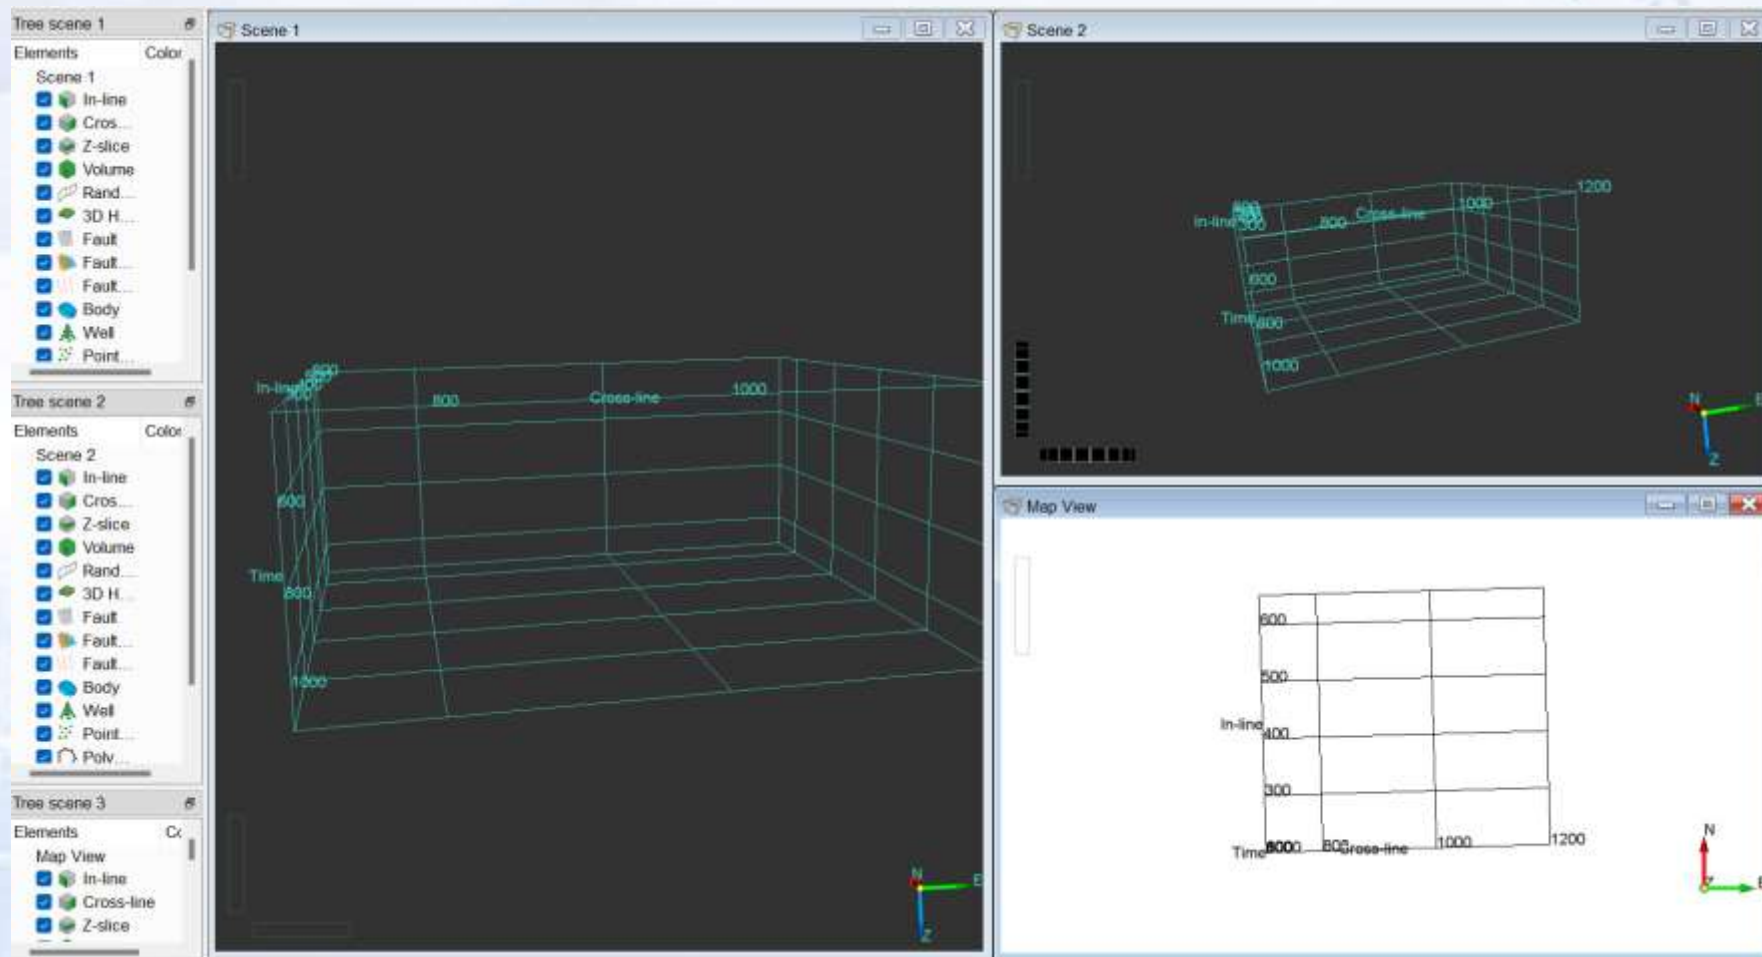 Tree scene 1
Elements Color
Scene 1
In-line
Cros...
Z-slice
Volume
Rand...
3D H...
Fault
Fault...
Fault...
Body
Well
Point...
Tree scene 2
Elements Color
Scene 2
In-line
Cros...
Z-slice
Volume
Rand...
3D H...
Fault
Fault...
Fault...
Body
Well
Point...
Poly...
Tree scene 3
Elements Co
Map View
In-line
Cross-line
Z-slice
Scene 1
In-line
800 Cross-line 1000
600
Time
800
1000
N E
Z
Scene 2
1200
In-line 300 800 Cross-line 1000
600
Time 800
1000
N E
Z
Map View
600
500
In-line
400
300
Time 800 Cross-line 1000 1200
N
E